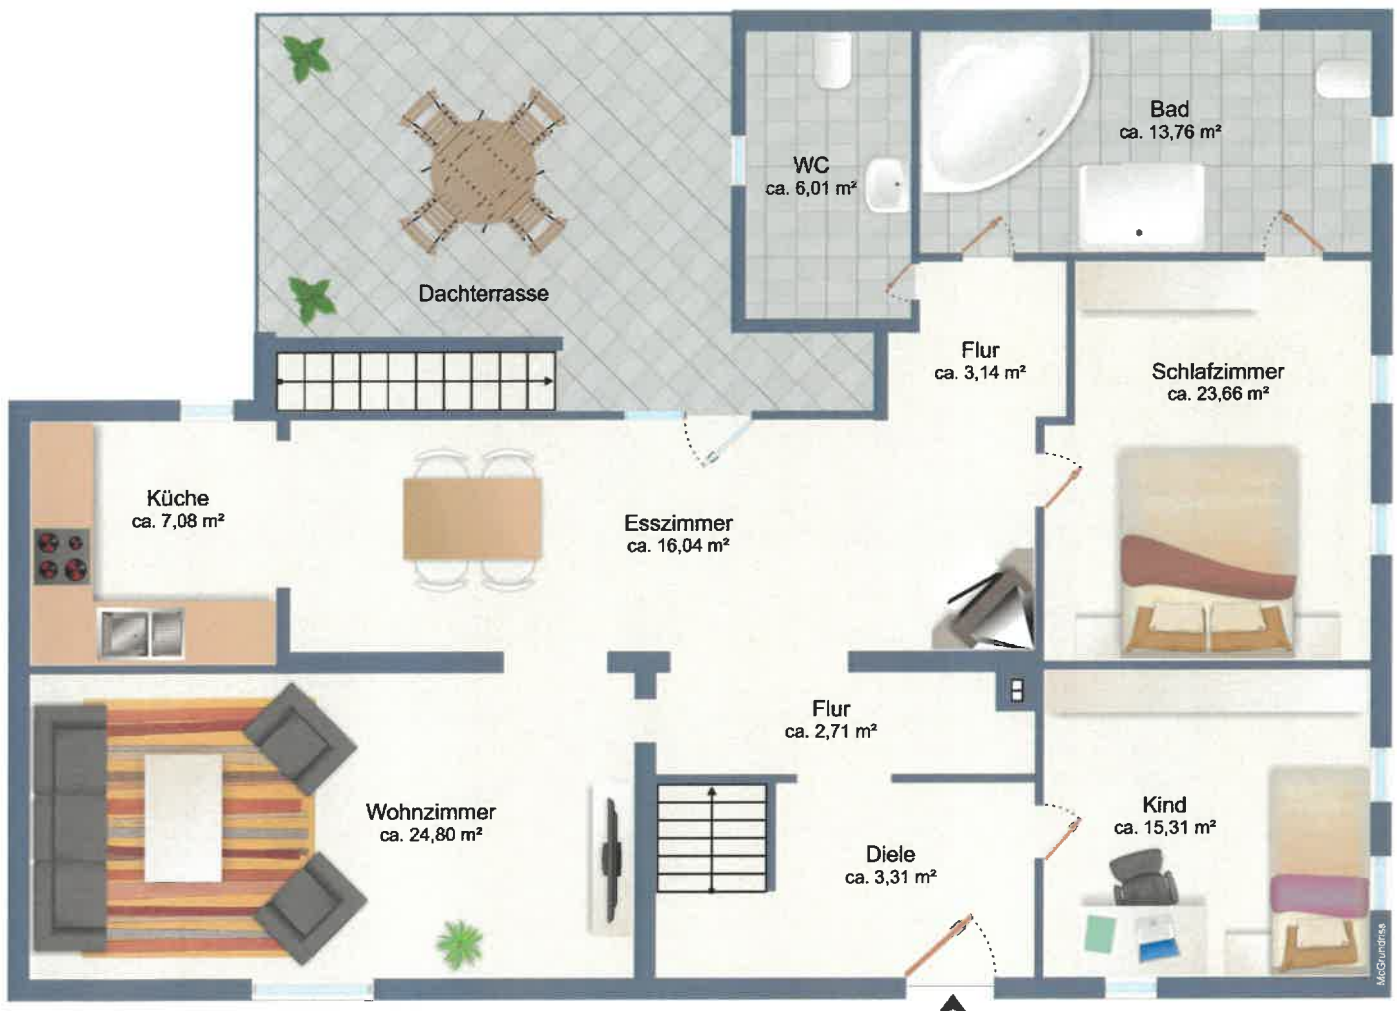 Bad
ca. 13,76 m²
WC
ca. 6,01 m²
Dachterrasse
Flur
ca. 3,14 m²
Schlafzimmer
ca. 23,66 m²
Küche
ca. 7,08 m²
Esszimmer
ca. 16,04 m²
Flur
ca. 2,71 m²
Wohnzimmer
ca. 24,80 m²
Kind
ca. 15,31 m²
Diele
ca. 3,31 m²
McGrundriss